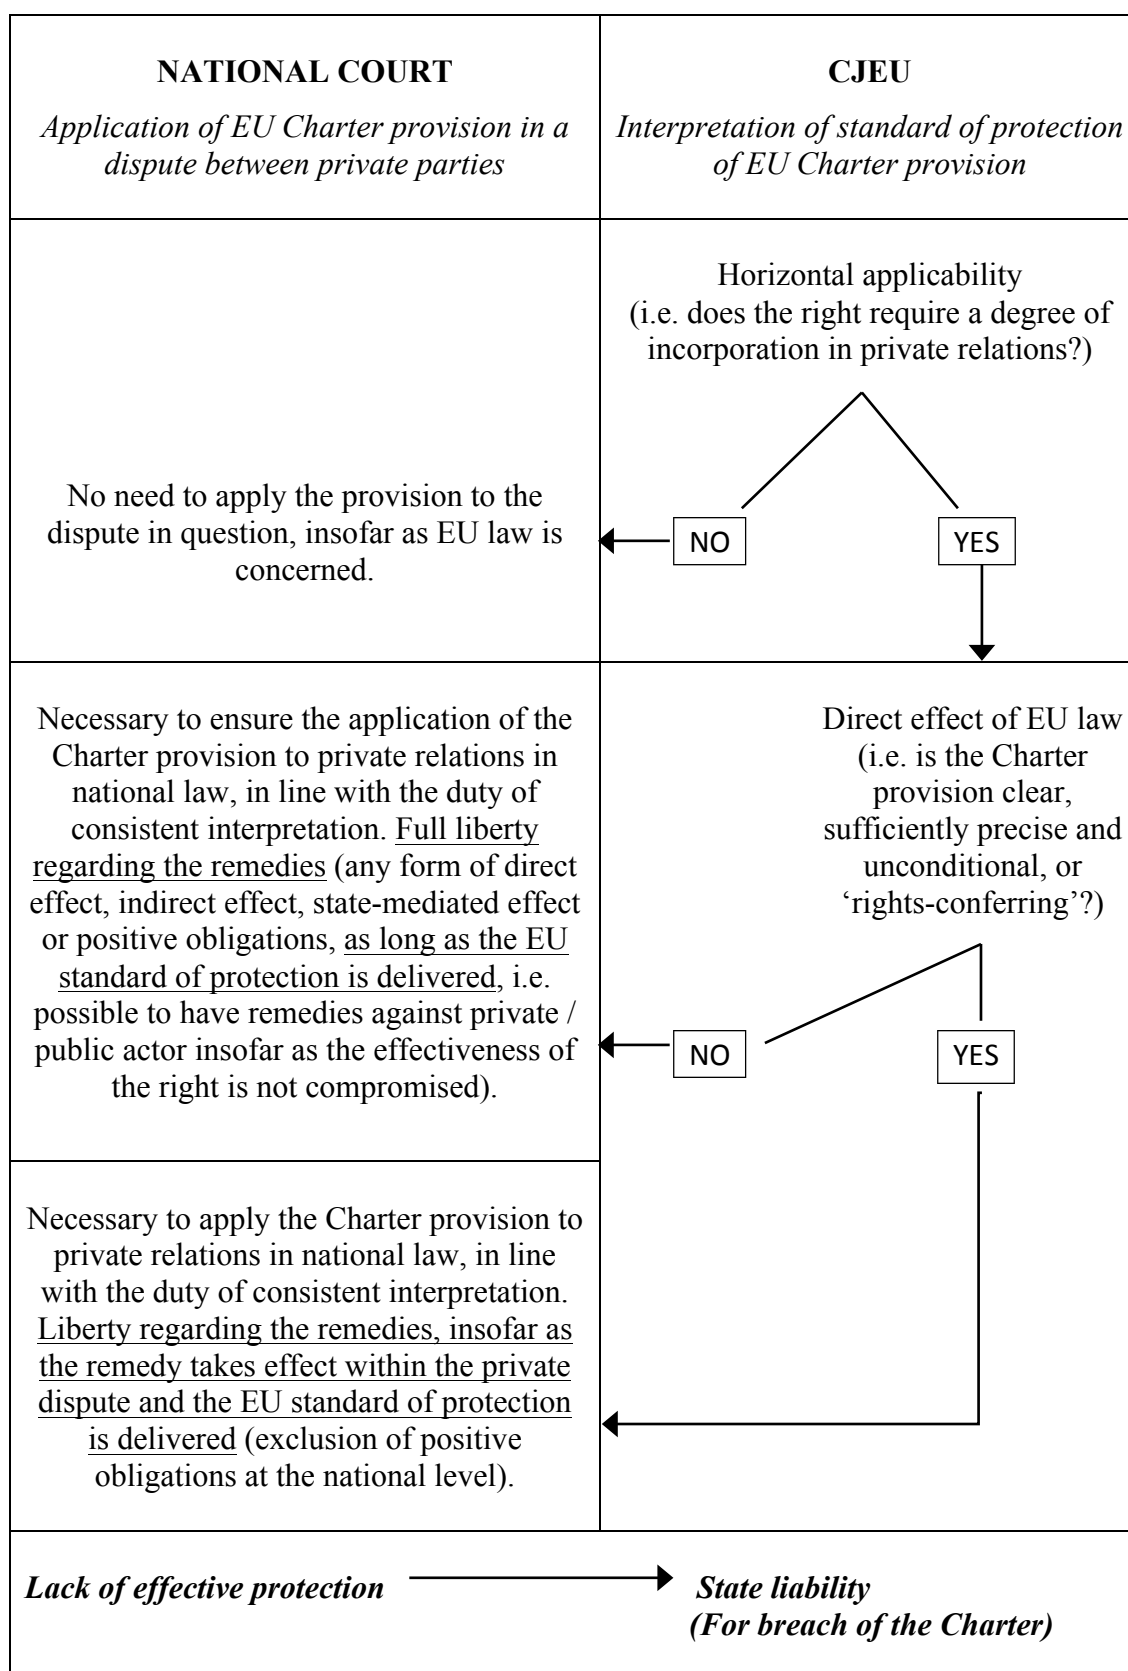 NATIONAL COURT
Application of EU Charter provision in a
dispute between private parties
CJEU
Interpretation of standard of protection
of EU Charter provision
Horizontal applicability
(i.e. does the right require a degree of
incorporation in private relations?)
No need to apply the provision to the
dispute in question, insofar as EU law is
concerned.
NO
YES
Necessary to ensure the application of the
Charter provision to private relations in
national law, in line with the duty of
consistent interpretation. Full liberty
regarding the remedies (any form of direct
effect, indirect effect, state-mediated effect
or positive obligations, as long as the EU
standard of protection is delivered, i.e.
possible to have remedies against private /
public actor insofar as the effectiveness of
the right is not compromised).
Direct effect of EU law
(i.e. is the Charter
provision clear,
sufficiently precise and
unconditional, or
‘rights-conferring’?)
NO
YES
Necessary to apply the Charter provision to
private relations in national law, in line
with the duty of consistent interpretation.
Liberty regarding the remedies, insofar as
the remedy takes effect within the private
dispute and the EU standard of protection
is delivered (exclusion of positive
obligations at the national level).
Lack of effective protection
State liability
(For breach of the Charter)